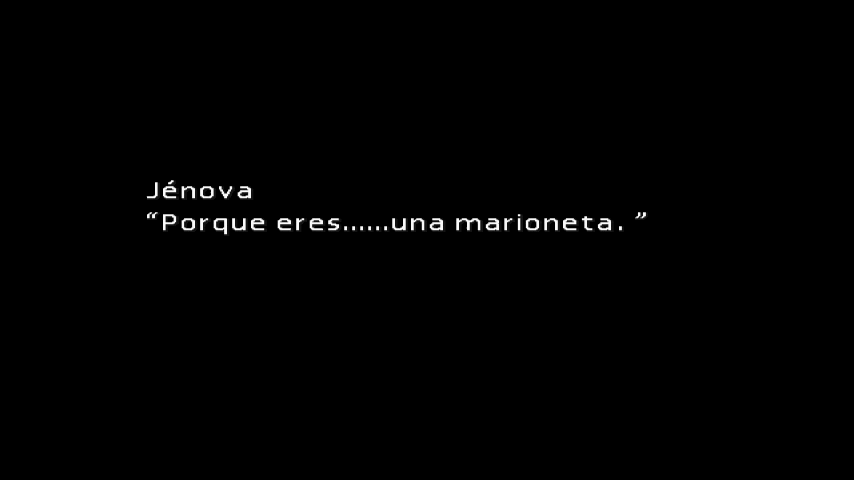 Jénova
“Porque eres......una marioneta. ”